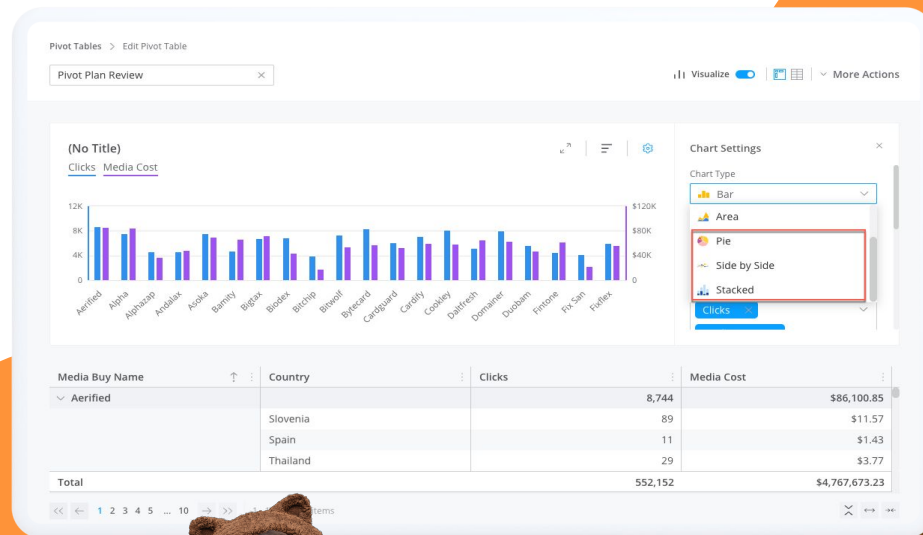 Pivot Tables > Edit Pivot Table
Pivot Plan Review
Visualize
More Actions
(No Title)
Clicks Media Cost
12K
8K
4K
0
$120K
$80K
$40K
0
Aerified Alpha Alphazap Andalax Asoka Bamity Bigtax Biodex Bitchip Bitwolf Bytecard Cardguard Cardify Cookley Daltfresh Domainer Duobam Fintone Fix San Fixflex
Chart Settings
Chart Type
Bar
Area
Pie
Side by Side
Stacked
Clicks
Media Buy Name Country Clicks Media Cost
Aerified 8,744 $86,100.85
Slovenia 89 $11.57
Spain 11 $1.43
Thailand 29 $3.77
Total 552,152 $4,767,673.23
<< 1 2 3 4 5 ... 10 >> items